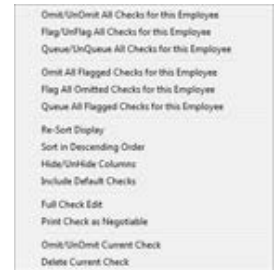 Omit/UnOmit All Checks for this Employee
Flag/UnFlag All Checks for this Employee
Queue/UnQueue All Checks for this Employee
Omit All Flagged Checks for this Employee
Flag All Omitted Checks for this Employee
Queue All Flagged Checks for this Employee
Re-Sort Display
Sort in Descending Order
Hide/UnHide Columns
Include Default Checks
Full Check Edit
Print Check as Negotiable
Omit/UnOmit Current Check
Delete Current Check